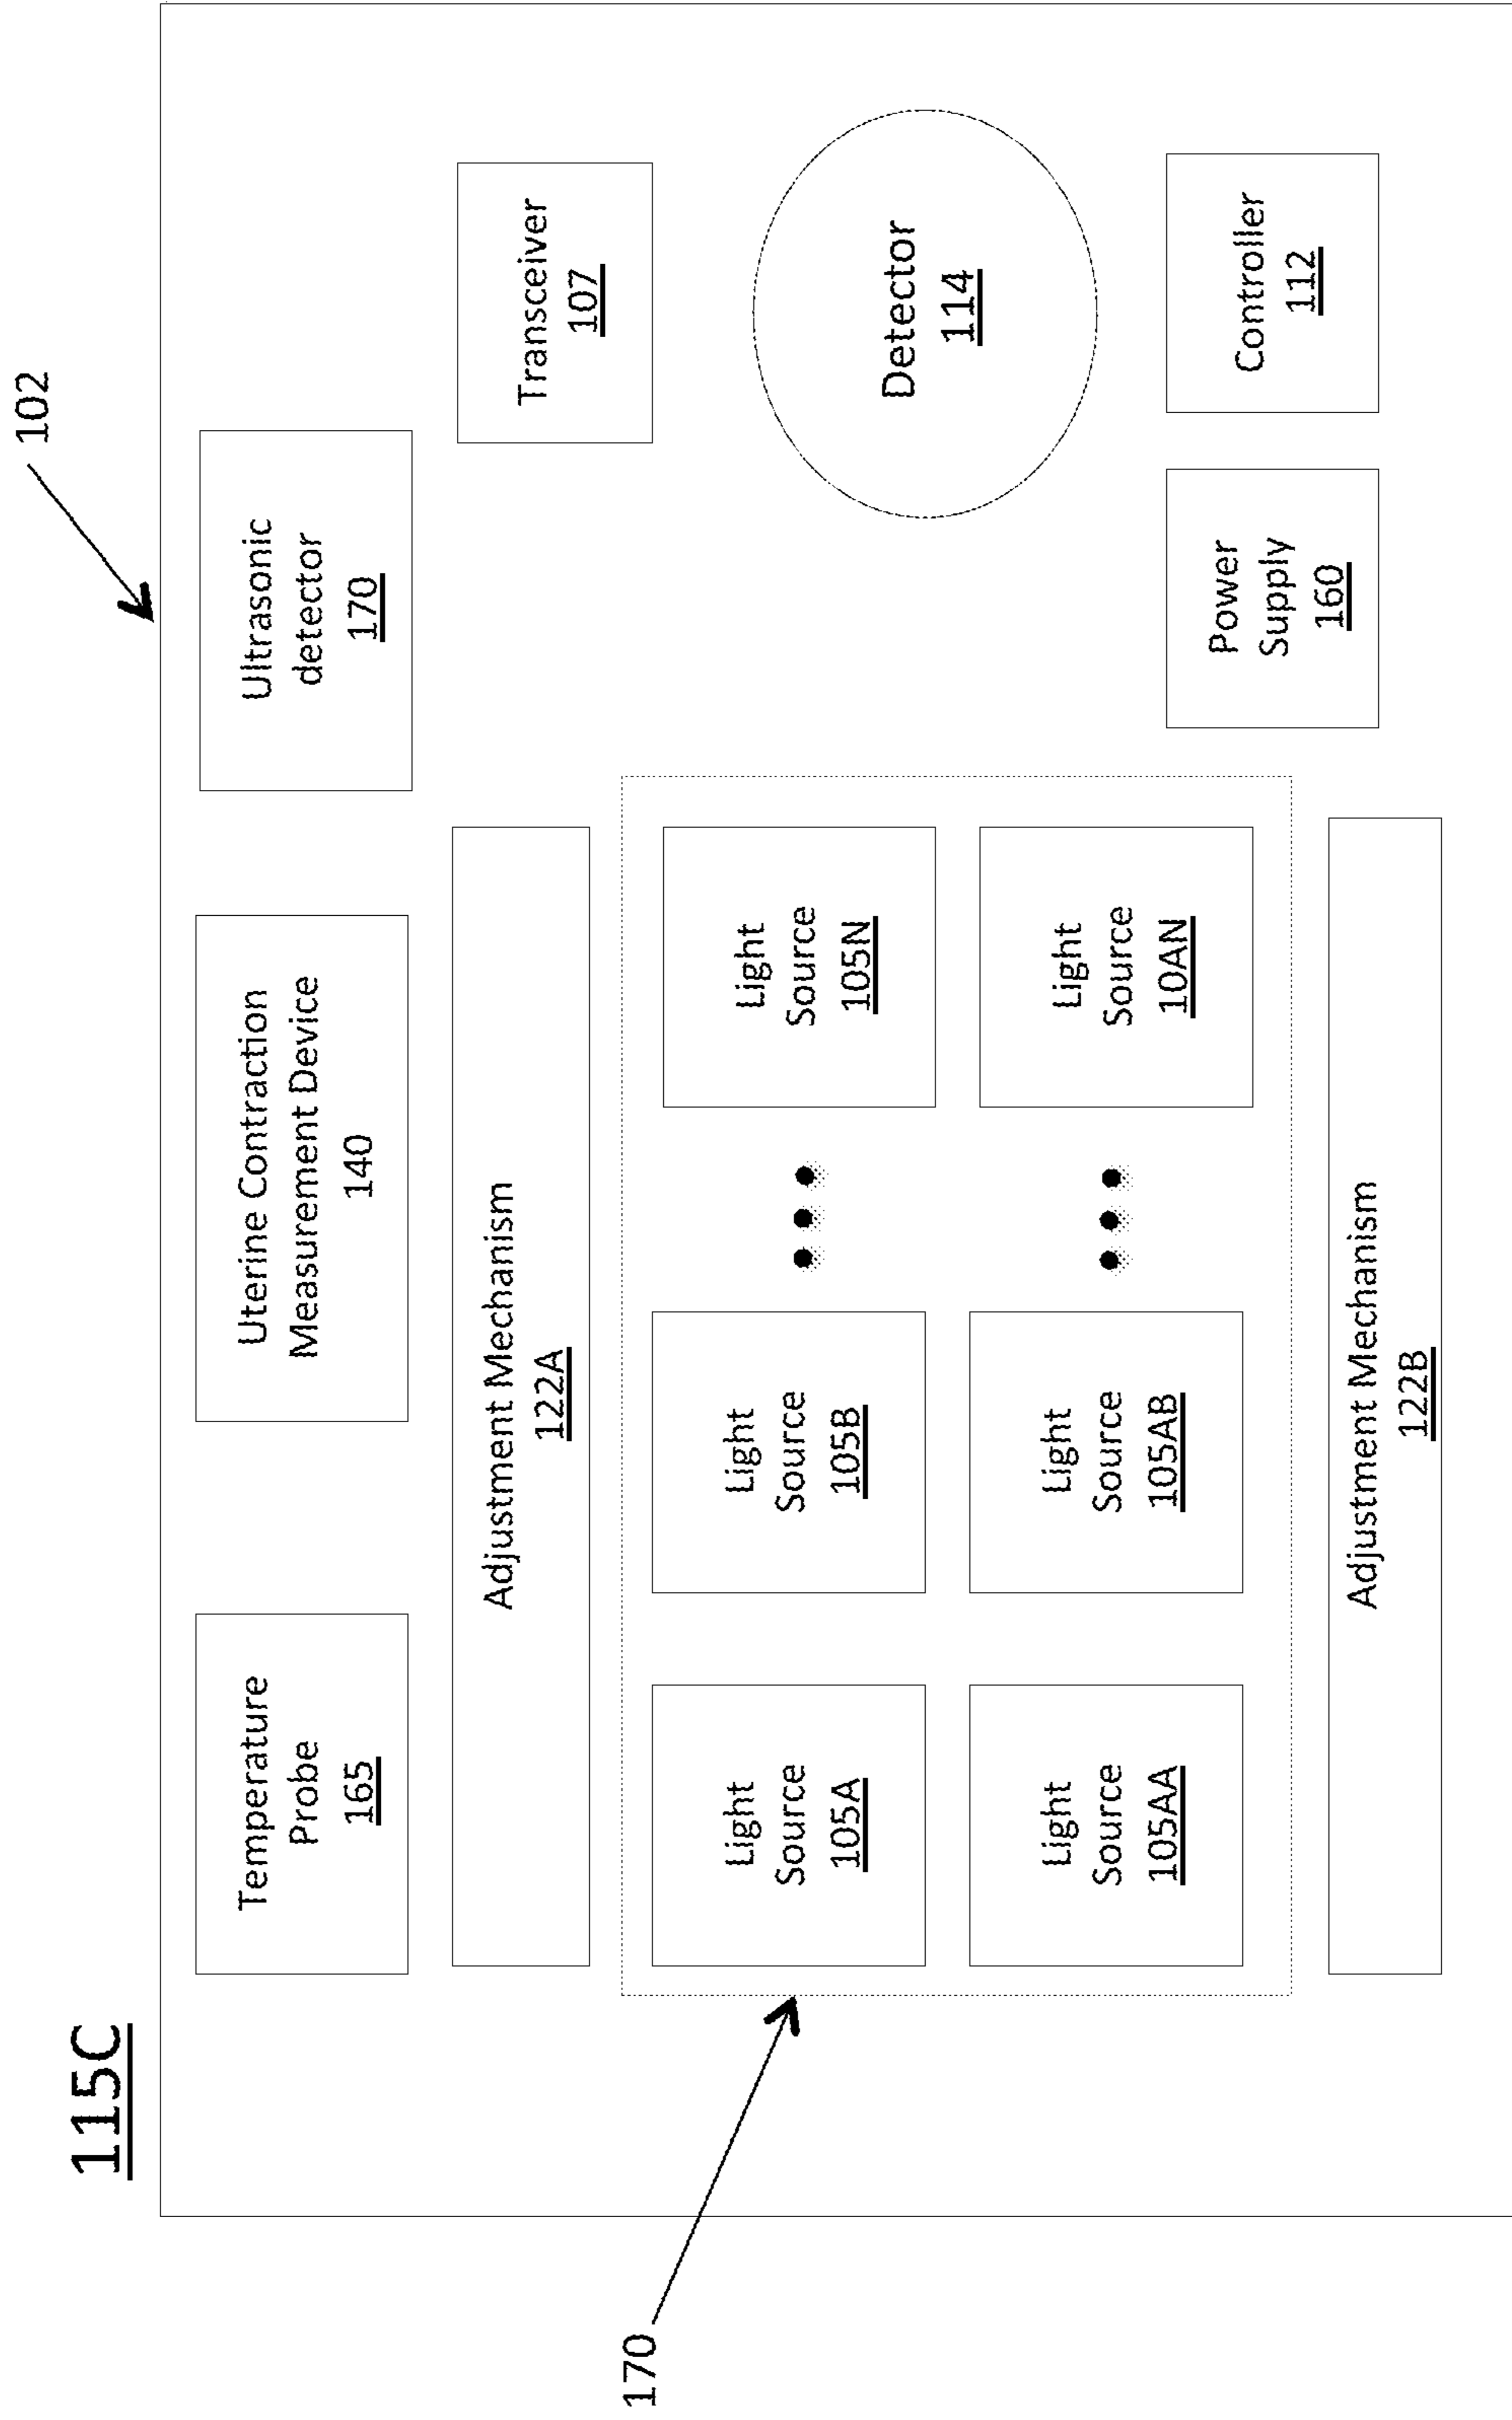 115C
102
Temperature
Probe
165
Uterine Contraction
Measurement Device
140
Ultrasonic
detector
170
Adjustment Mechanism
122A
Transceiver
107
170
Light
Source
105A
Light
Source
105B
Light
Source
105N
Light
Source
105AA
Light
Source
105AB
Light
Source
10AN
Detector
114
Power
Supply
160
Controller
112
Adjustment Mechanism
122B